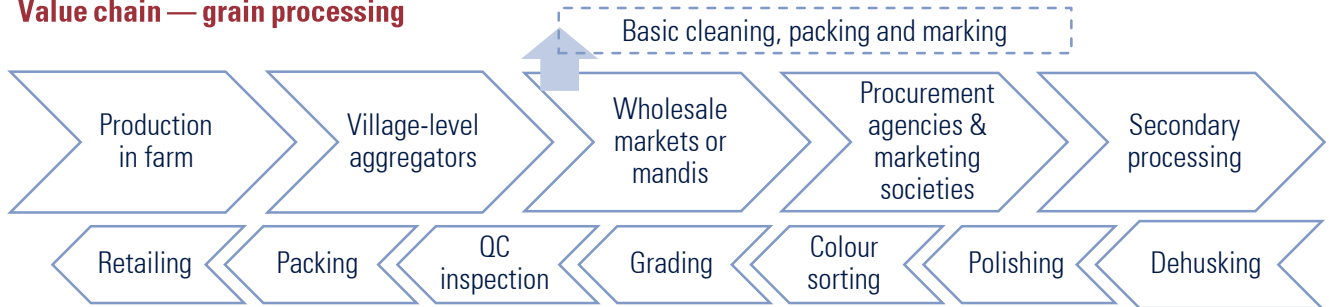 Value chain — grain processing
Basic cleaning, packing and marking
Production
in farm
Village-level
aggregators
Wholesale
markets or
mandis
Procurement
agencies &
marketing
societies
Secondary
processing
Retailing
Packing
QC
inspection
Grading
Colour
sorting
Polishing
Dehusking